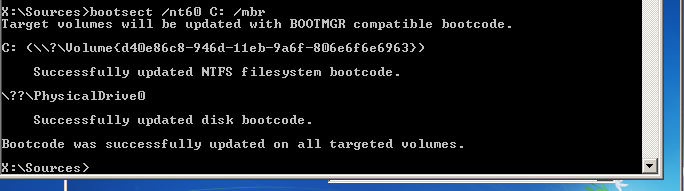 X:\Sources>bootsect /nt60 C: /mbr
Target volumes will be updated with BOOTMGR compatible bootcode.
C: (\\?\Volume{d40e86c8-946d-11eb-9a6f-806e6f6e6963})
Successfully updated NTFS filesystem bootcode.
\??\PhysicalDrive0
Successfully updated disk bootcode.
Bootcode was successfully updated on all targeted volumes.
X:\Sources>